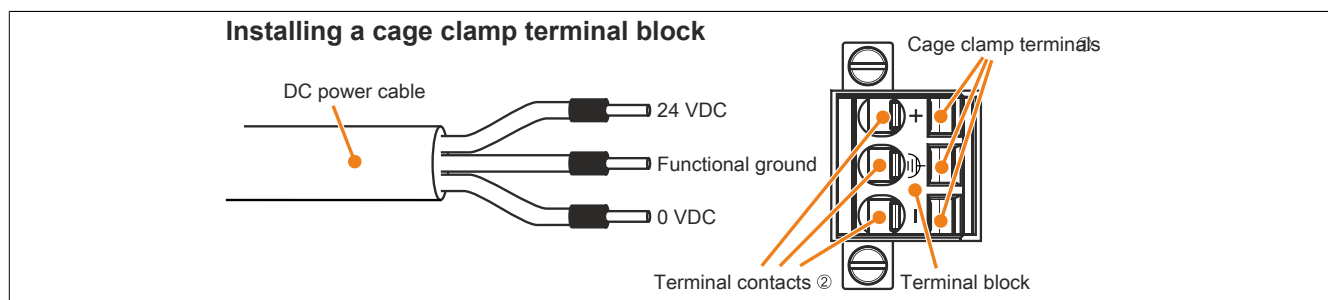 Installing a cage clamp terminal block
Cage clamp terminals ①
DC power cable
24 VDC
+
Functional ground
0 VDC
-
Terminal contacts ②
Terminal block